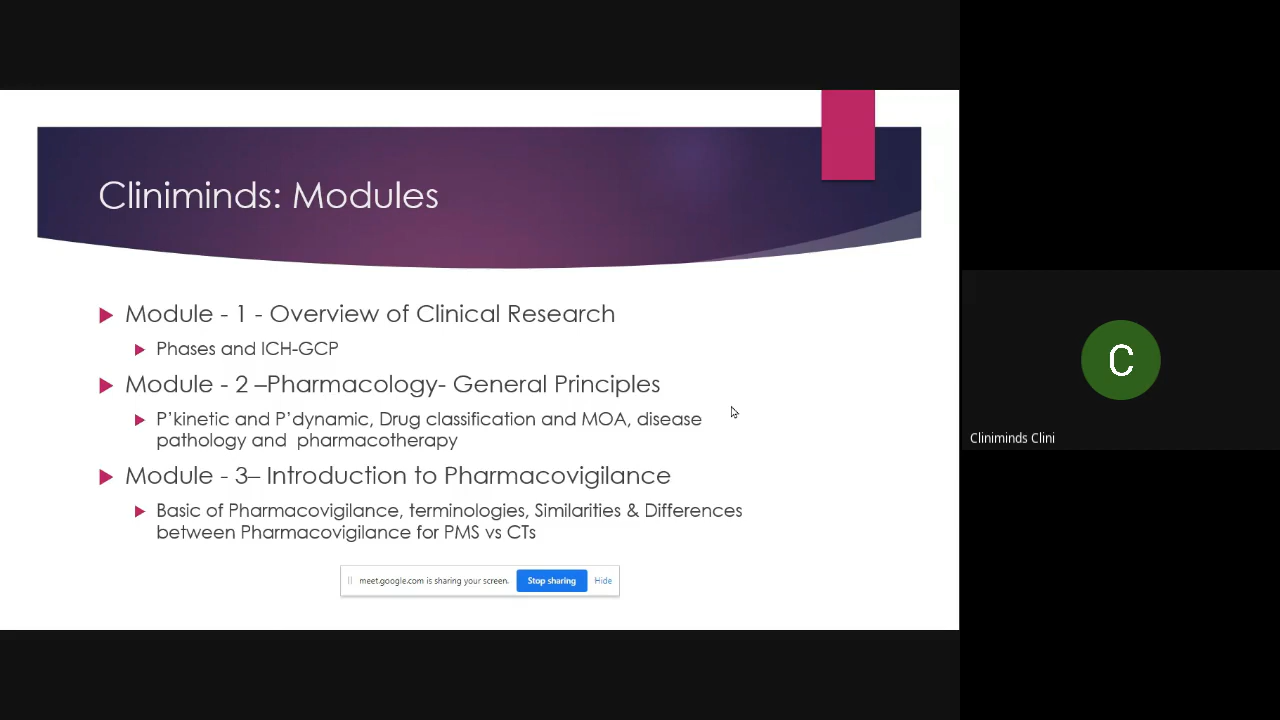 Cliniminds: Modules
Module - 1 - Overview of Clinical Research
Phases and ICH-GCP
Module - 2 –Pharmacology- General Principles
P'kinetic and P'dynamic, Drug classification and MOA, disease
pathology and pharmacotherapy
Module - 3– Introduction to Pharmacovigilance
Basic of Pharmacovigilance, terminologies, Similarities & Differences
between Pharmacovigilance for PMS vs CTs
meet.google.com is sharing your screen. Stop sharing Hide
C
Cliniminds Clini